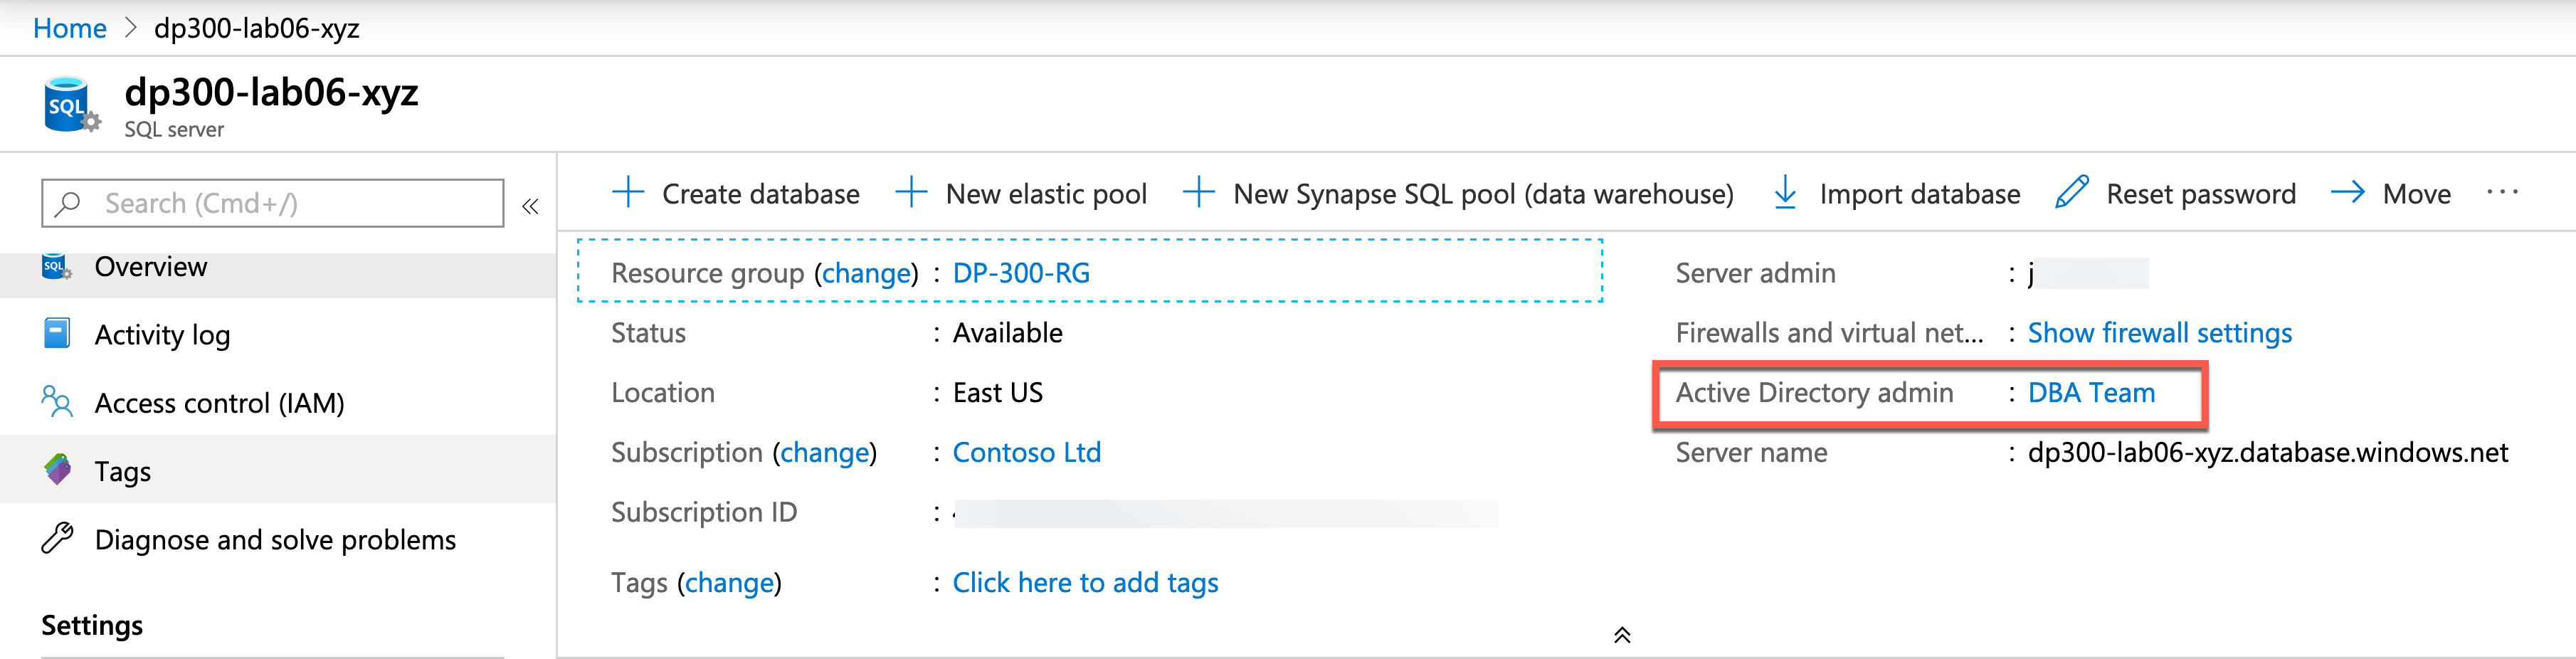 Home > dp300-lab06-xyz
SQL
dp300-lab06-xyz
SQL server
Search (Cmd+/)
«
Create database
New elastic pool
New Synapse SQL pool (data warehouse)
Import database
Reset password
Move
...
SQL
Overview
Activity log
Access control (IAM)
Tags
Diagnose and solve problems
Settings
Resource group (change) : DP-300-RG
Status : Available
Location : East US
Subscription (change) : Contoso Ltd
Subscription ID :
Tags (change) : Click here to add tags
Server admin : j
Firewalls and virtual net... : Show firewall settings
Active Directory admin : DBA Team
Server name : dp300-lab06-xyz.database.windows.net